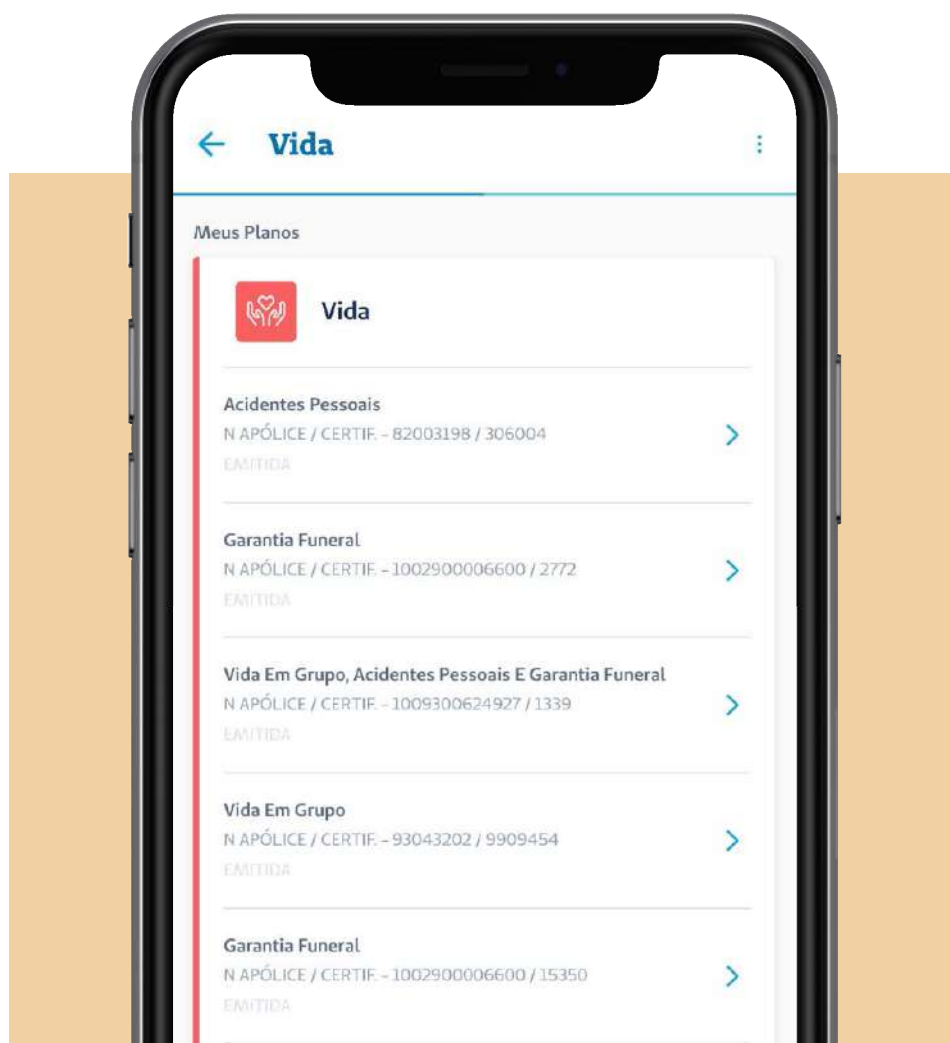 Vida
Meus Planos
Vida
Acidentes Pessoais
N APÓLICE / CERTIF. - 82003198 / 306004
EMITIDA
Garantia Funeral
N APÓLICE / CERTIF. - 1002900006600 / 2772
EMITIDA
Vida Em Grupo, Acidentes Pessoais E Garantia Funeral
N APÓLICE / CERTIF. - 1009300624927 / 1339
EMITIDA
Vida Em Grupo
N APÓLICE / CERTIF. - 93043202 / 9909454
EMITIDA
Garantia Funeral
N APÓLICE / CERTIF. - 1002900006600 / 15350
EMITIDA